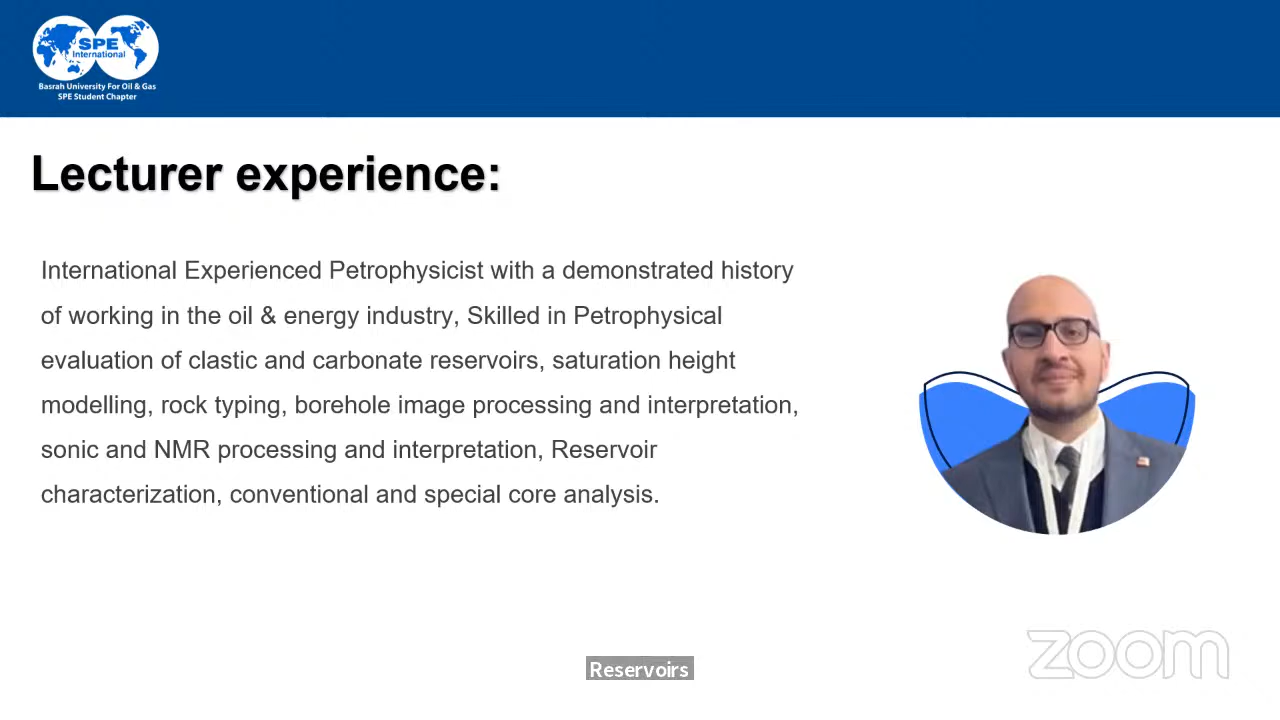 SPE
International
Basrah University For Oil & Gas
SPE Student Chapter
Lecturer experience:
International Experienced Petrophysicist with a demonstrated history
of working in the oil & energy industry, Skilled in Petrophysical
evaluation of clastic and carbonate reservoirs, saturation height
modelling, rock typing, borehole image processing and interpretation,
sonic and NMR processing and interpretation, Reservoir
characterization, conventional and special core analysis.
Reservoirs
zoom